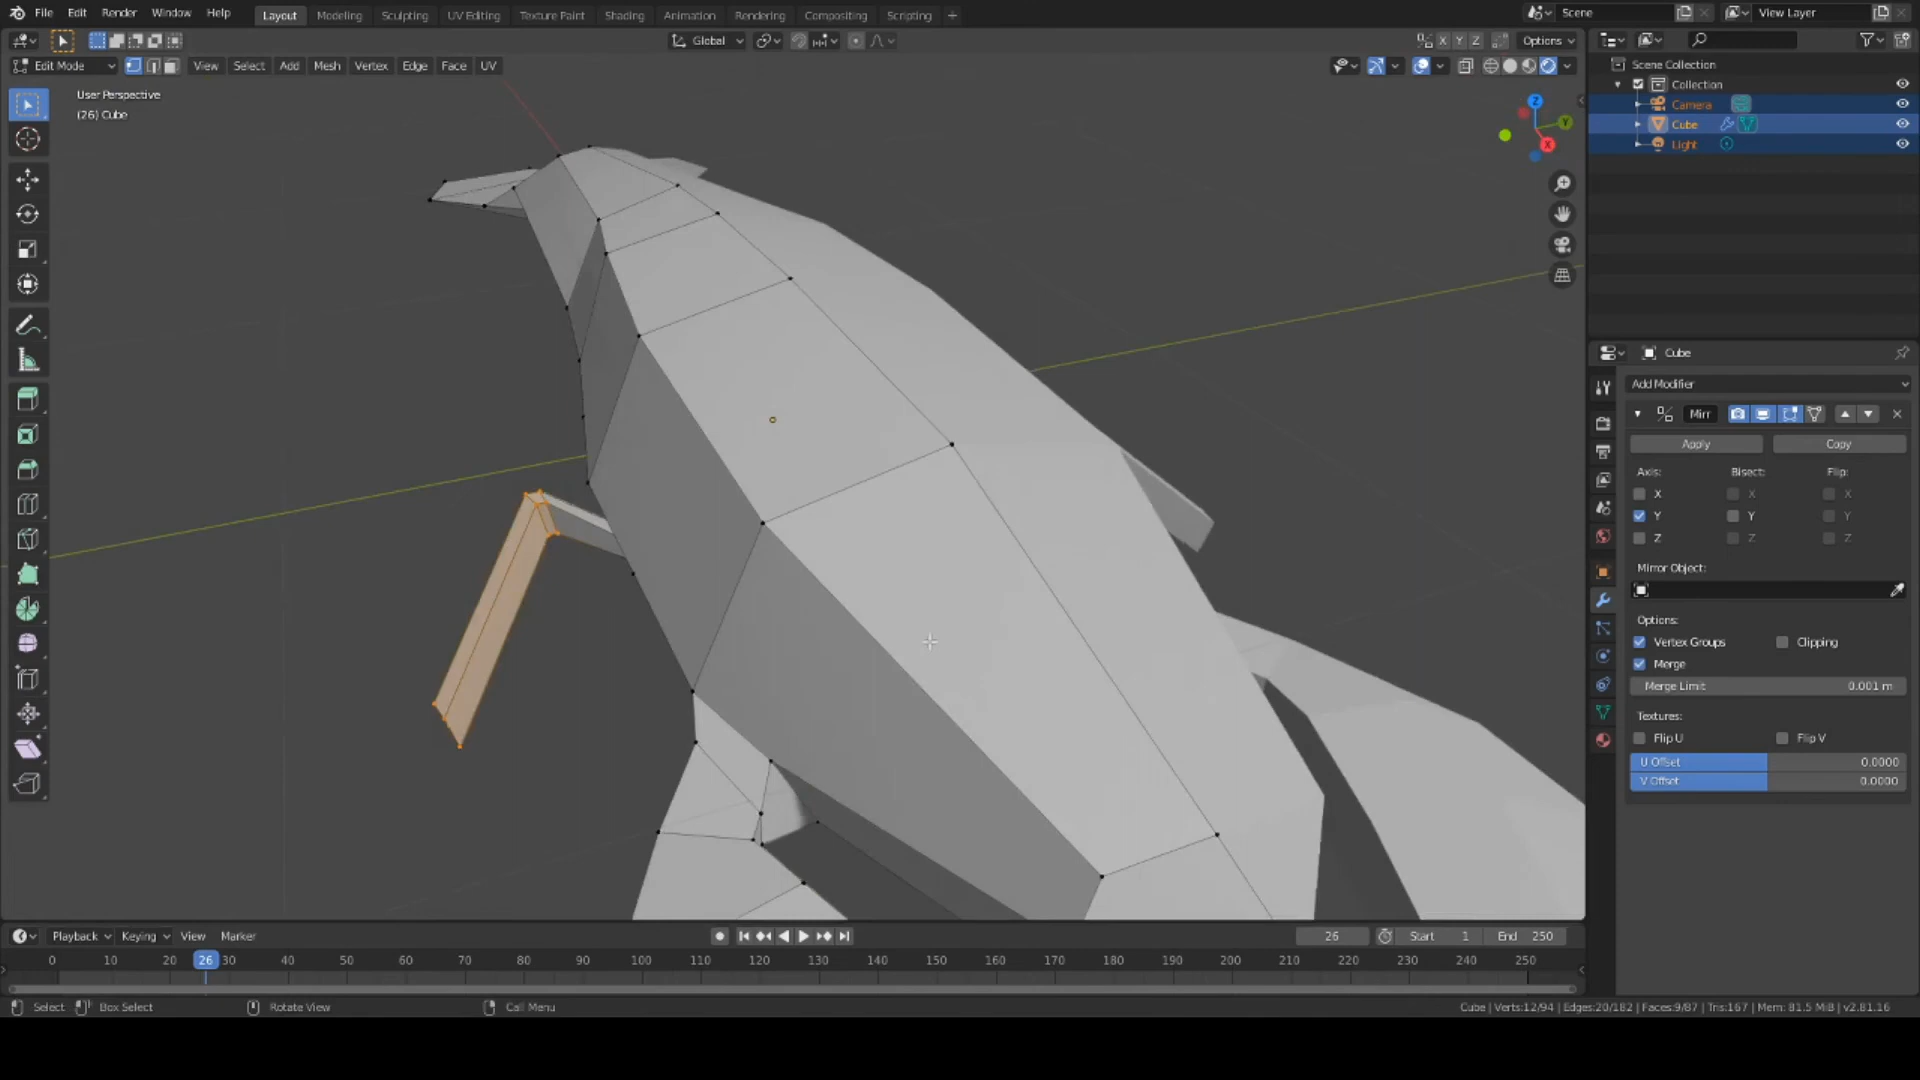 File Edit Render Window Help Layout Modeling Sculpting UV Editing Texture Paint Shading Animation Rendering Compositing Scripting + Scene View Layer
Global X Y Z Options
Edit Mode View Select Add Mesh Vertex Edge Face UV
User Perspective
(26) Cube
Z
Y
X
Scene Collection
Collection
Camera
Cube
Light
Cube
Add Modifier
Mirr
Apply Copy
Axis: Bisect: Flip:
X X X
Y Y Y
Z Z Z
Mirror Object:
Options:
Vertex Groups Clipping
Merge
Merge Limit 0.001 m
Textures:
Flip U Flip V
U Offset 0.0000
V Offset 0.0000
Playback Keying View Marker 26 Start 1 End 250
0 10 20 26 30 40 50 60 70 80 90 100 110 120 130 140 150 160 170 180 190 200 210 220 230 240 250
Select Box Select Rotate View Call Menu Cube | Verts:12/94 | Edges:20/182 | Faces:9/87 | Tris:167 | Mem: 81.5 MiB | v2.81.16